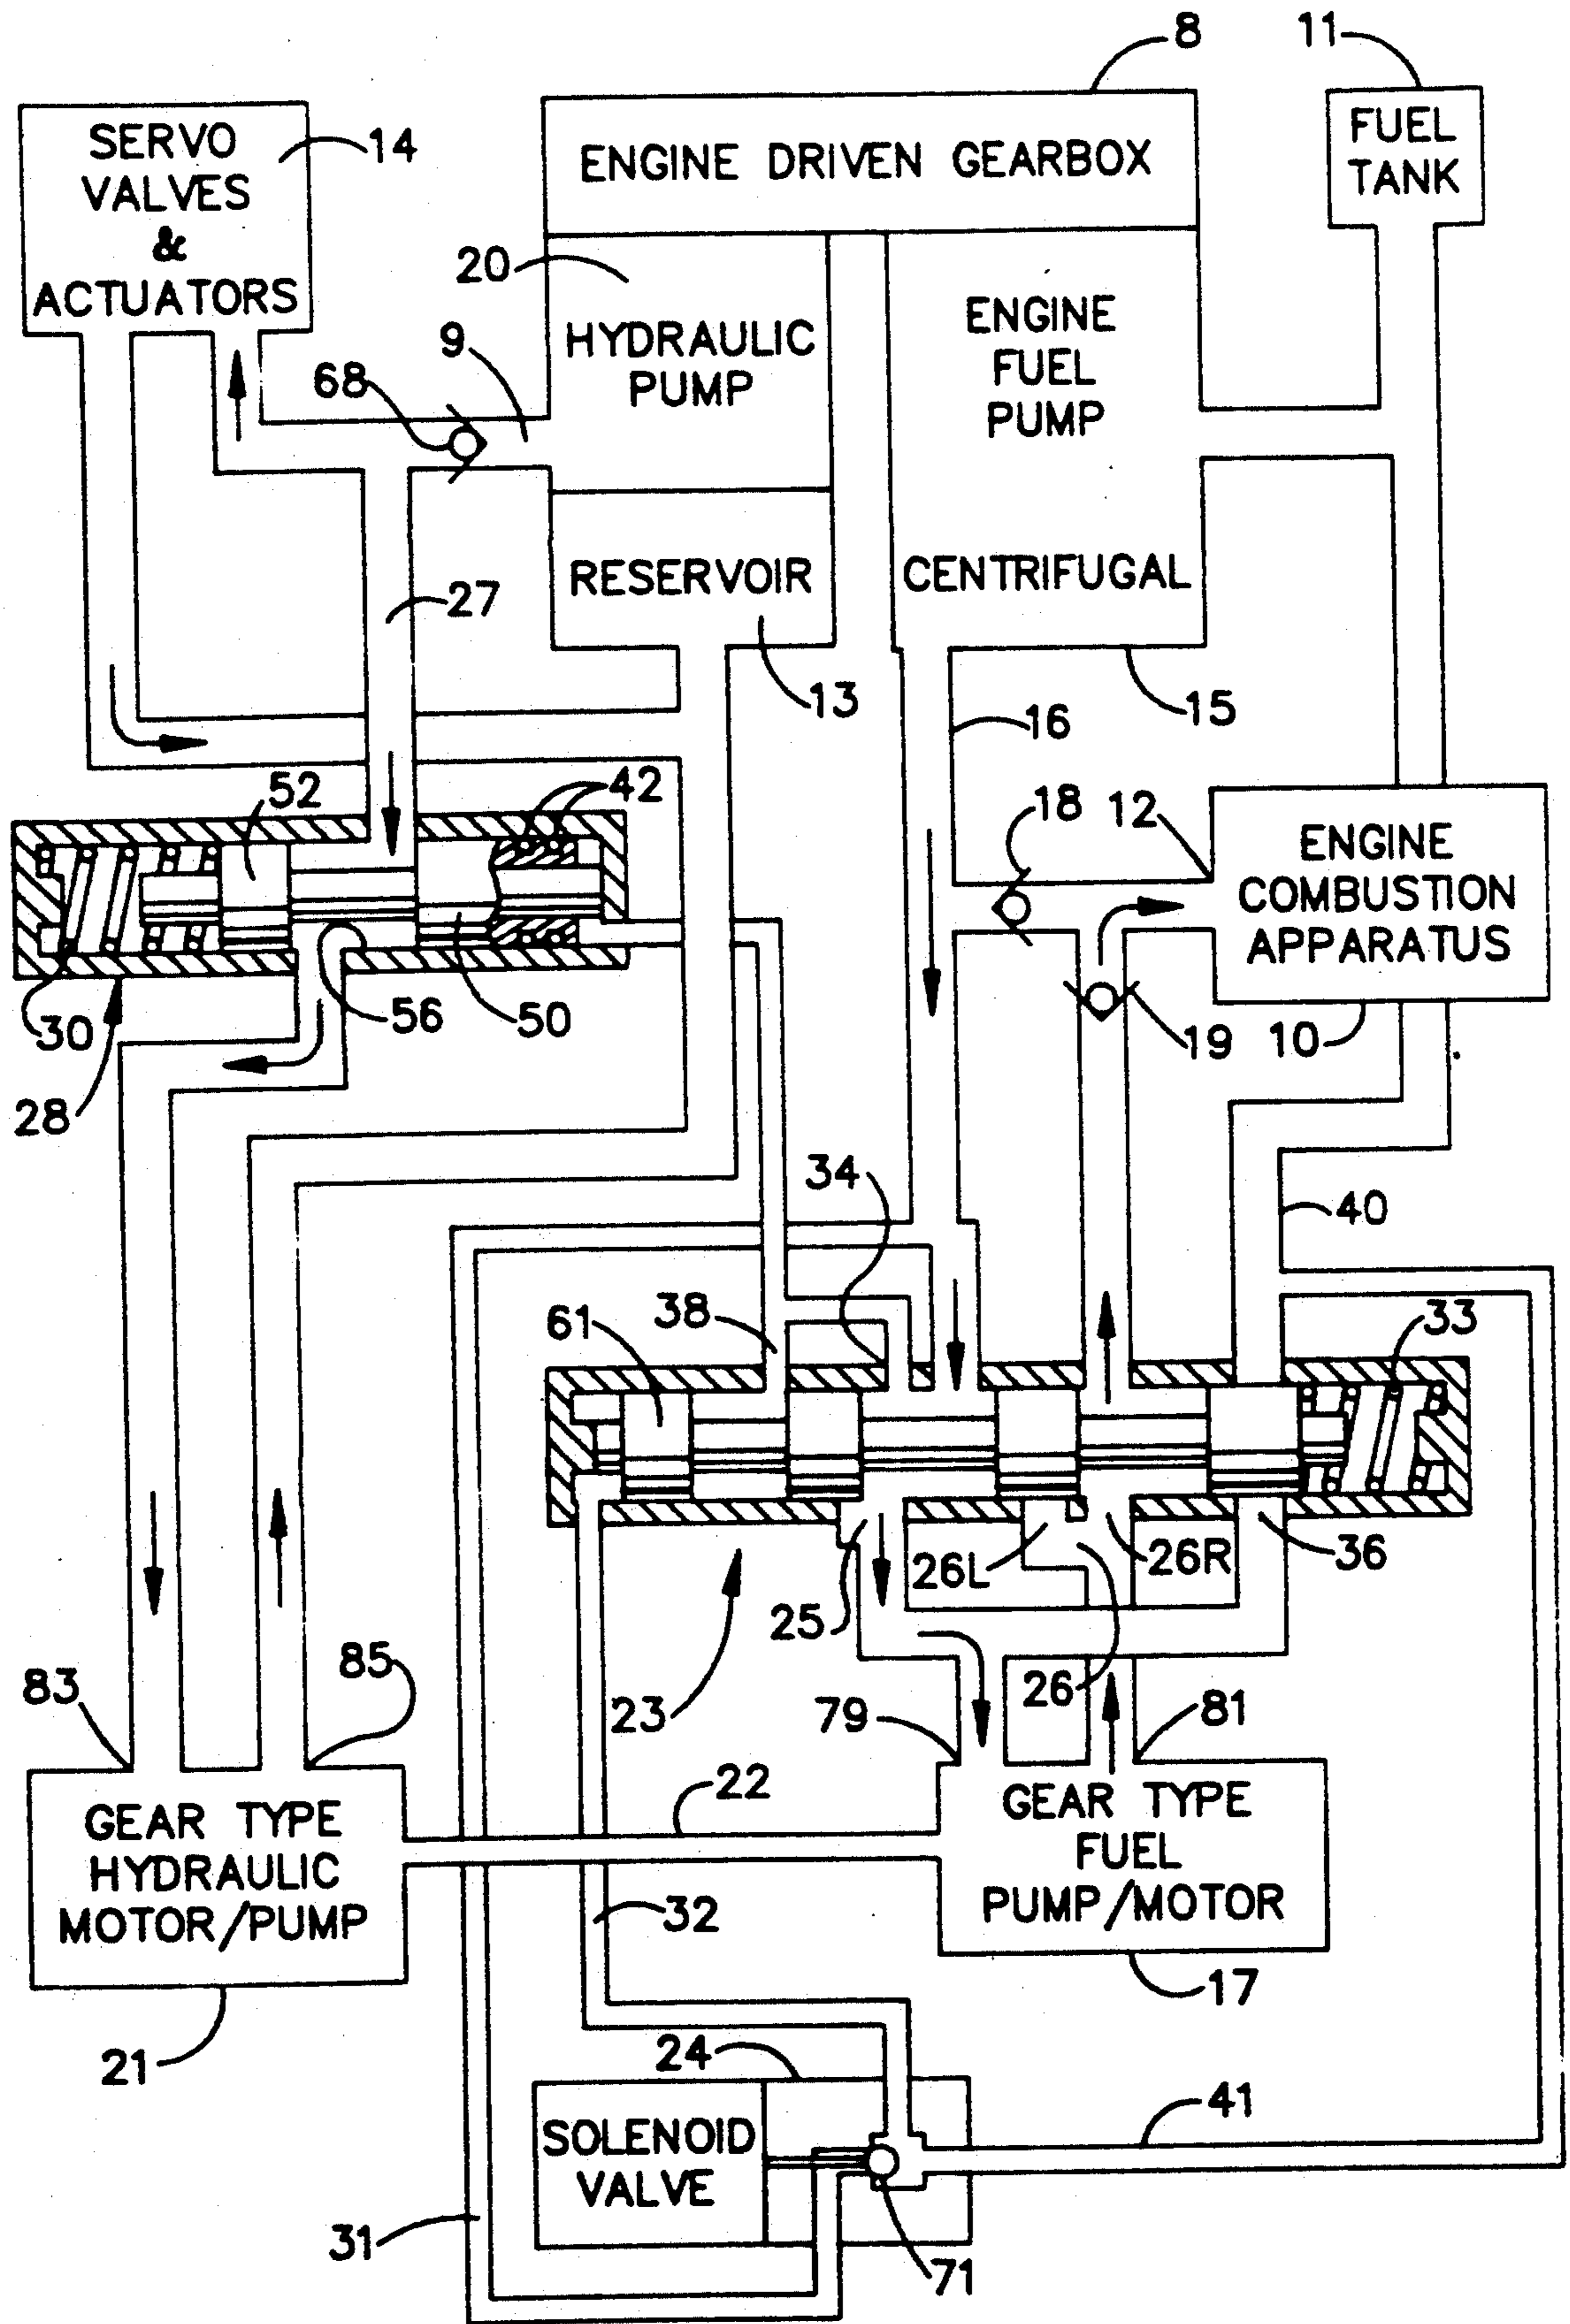 8
11
SERVO
VALVES
&
ACTUATORS
14
ENGINE DRIVEN GEARBOX
FUEL
TANK
20
HYDRAULIC
PUMP
ENGINE
FUEL
PUMP
9
68
27
RESERVOIR
CENTRIFUGAL
13
16
15
52
42
18
12
ENGINE
COMBUSTION
APPARATUS
30
56
50
19
10
28
34
40
38
61
33
25
26L
26R
36
83
85
23
79
26
81
22
GEAR TYPE
HYDRAULIC
MOTOR/PUMP
GEAR TYPE
FUEL
PUMP/MOTOR
32
17
21
24
41
SOLENOID
VALVE
31
71